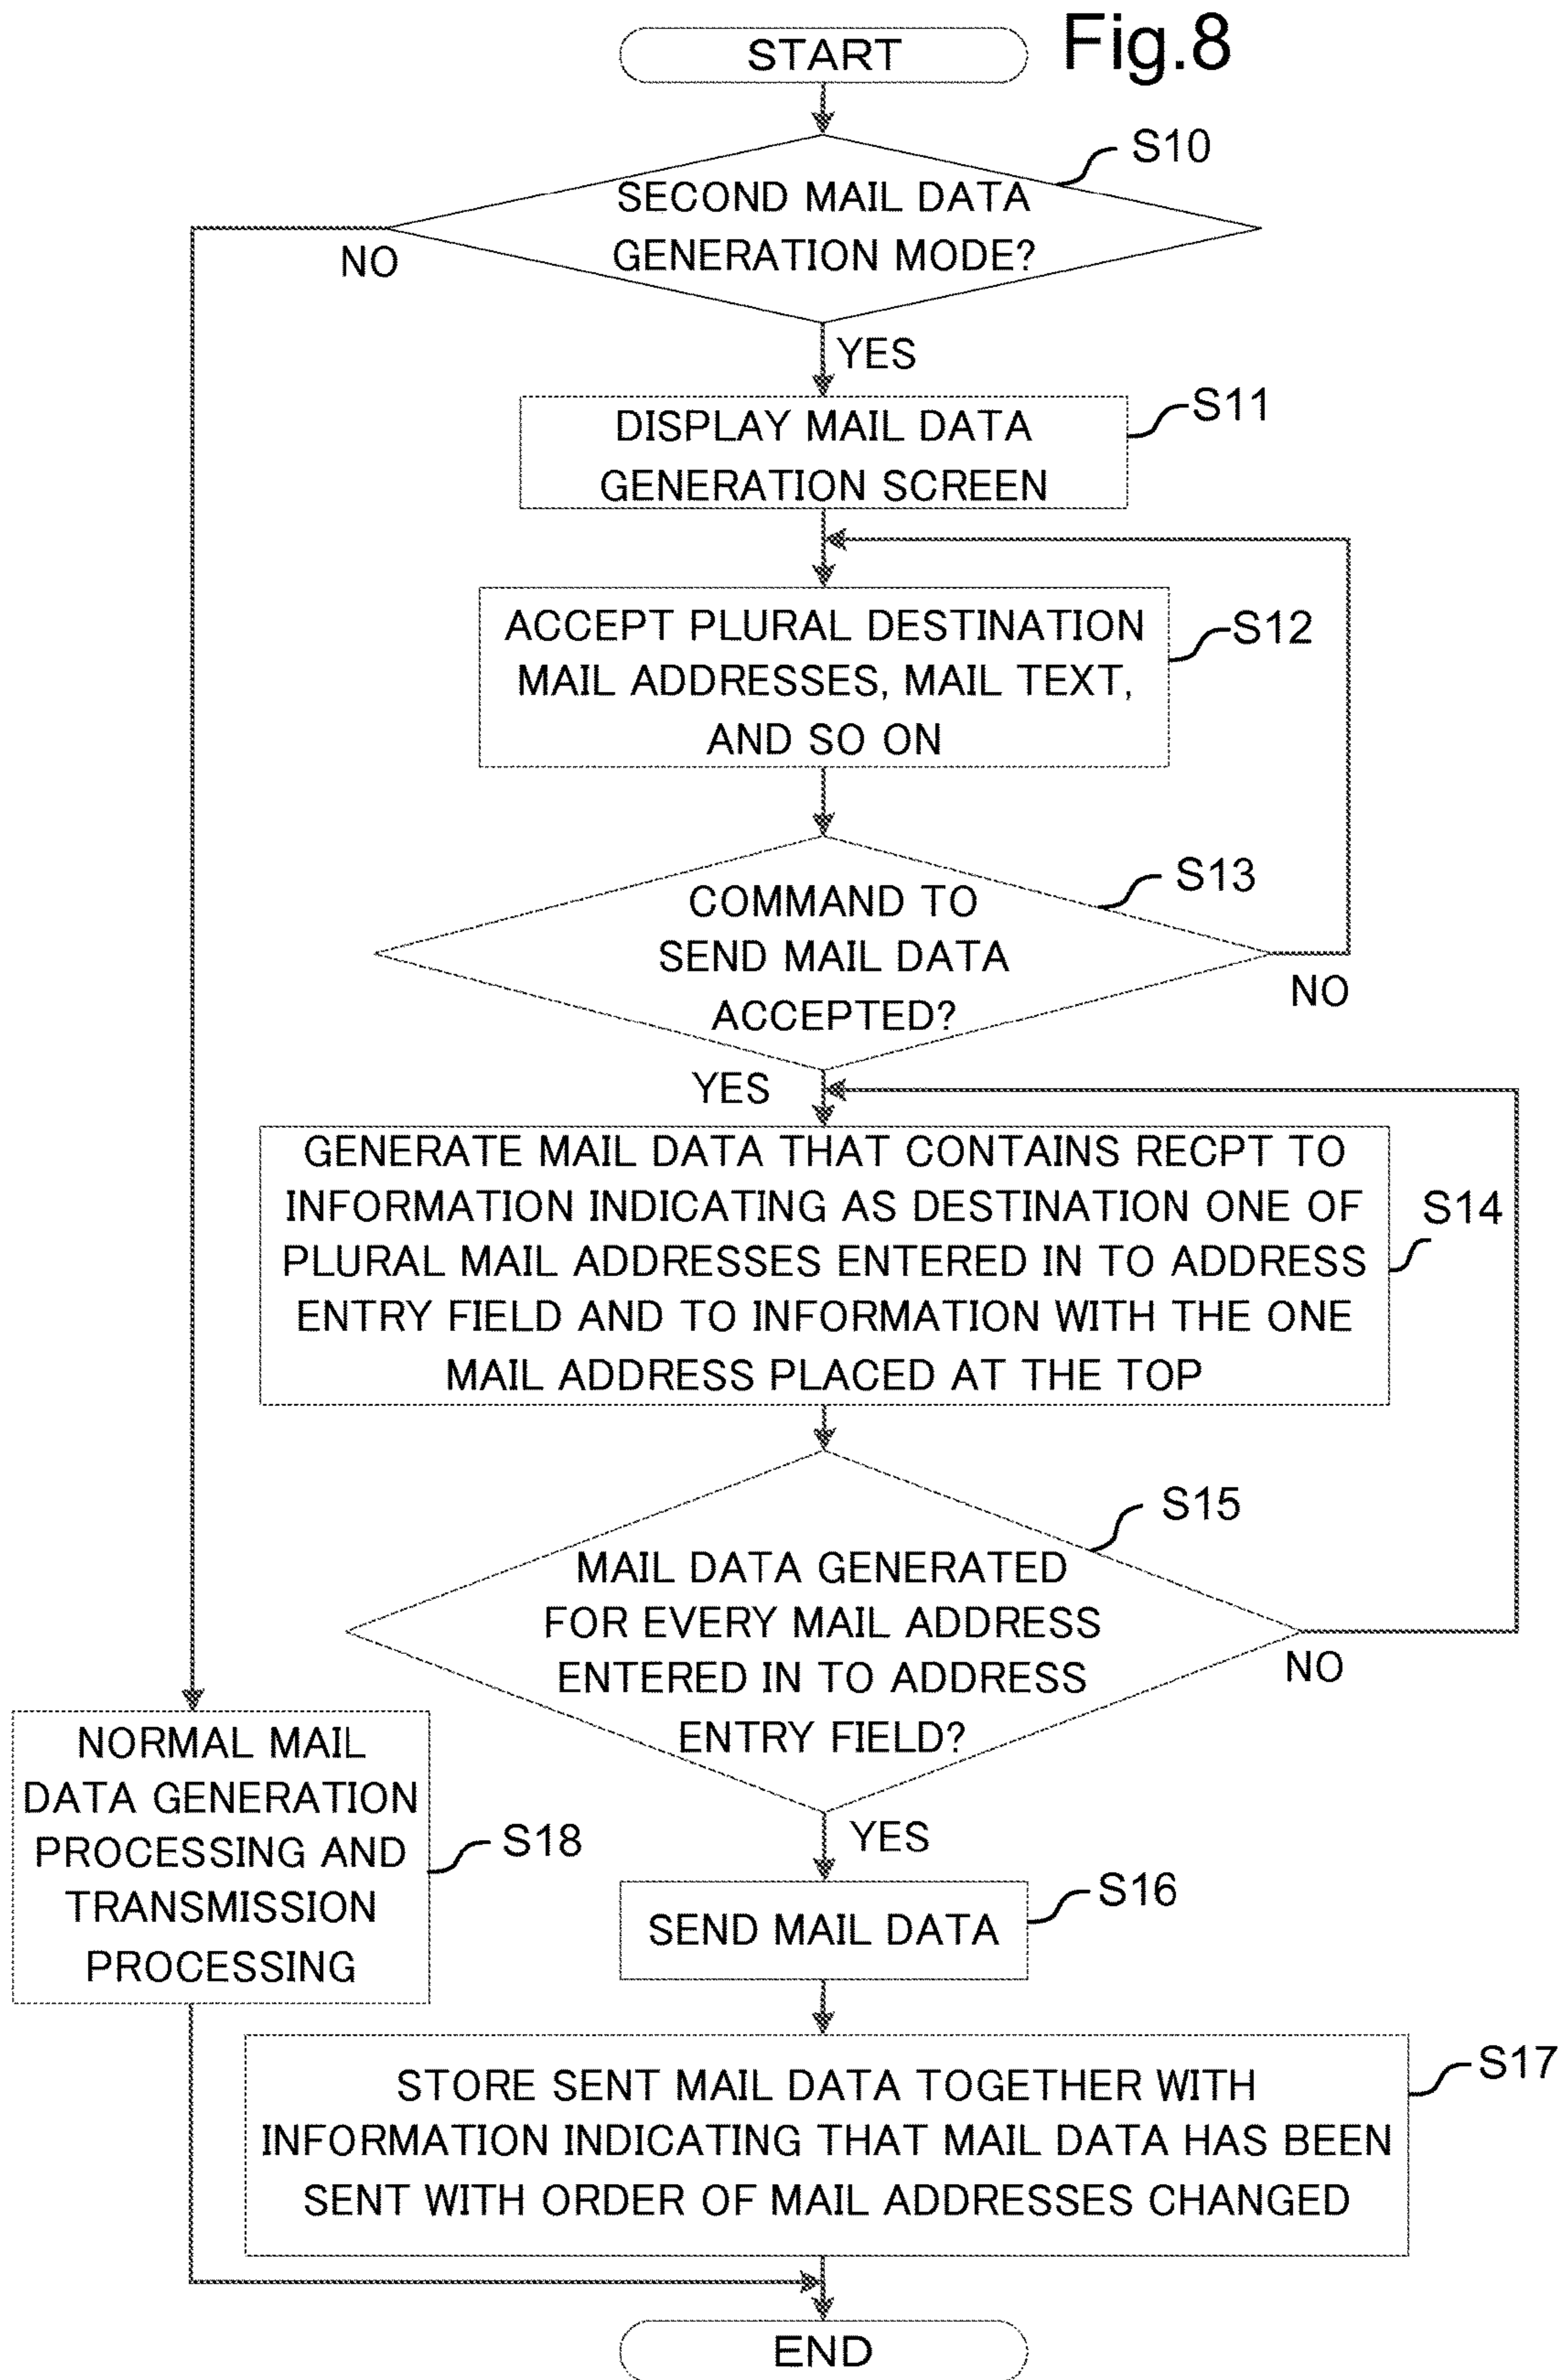 Fig.8
START
S10
SECOND MAIL DATA
GENERATION MODE?
NO
YES
S11
DISPLAY MAIL DATA
GENERATION SCREEN
S12
ACCEPT PLURAL DESTINATION
MAIL ADDRESSES, MAIL TEXT,
AND SO ON
S13
COMMAND TO
SEND MAIL DATA
ACCEPTED?
NO
YES
GENERATE MAIL DATA THAT CONTAINS RECPT TO
INFORMATION INDICATING AS DESTINATION ONE OF
PLURAL MAIL ADDRESSES ENTERED IN TO ADDRESS
ENTRY FIELD AND TO INFORMATION WITH THE ONE
MAIL ADDRESS PLACED AT THE TOP
S14
S15
MAIL DATA GENERATED
FOR EVERY MAIL ADDRESS
ENTERED IN TO ADDRESS
ENTRY FIELD?
NO
YES
NORMAL MAIL
DATA GENERATION
PROCESSING AND
TRANSMISSION
PROCESSING
S18
S16
SEND MAIL DATA
S17
STORE SENT MAIL DATA TOGETHER WITH
INFORMATION INDICATING THAT MAIL DATA HAS BEEN
SENT WITH ORDER OF MAIL ADDRESSES CHANGED
END